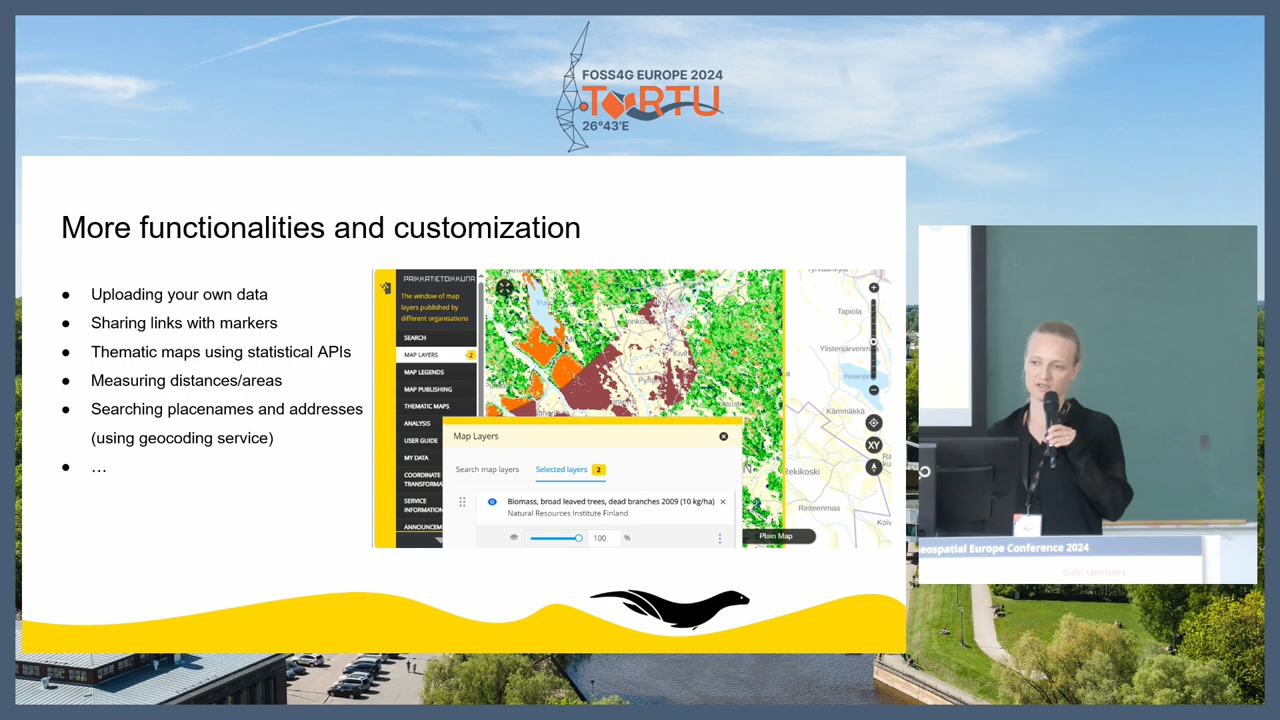 FOSS4G EUROPE 2024
TORTU
26°43'E
More functionalities and customization
● Uploading your own data
● Sharing links with markers
● Thematic maps using statistical APIs
● Measuring distances/areas
● Searching placenames and addresses
(using geocoding service)
● …
PAIKKATIETOIKKUNA
The window of map
layers published by
different organisations
SEARCH
MAP LAYERS 2
MAP LEGENDS
MAP PUBLISHING
THEMATIC MAPS
ANALYSIS
USER GUIDE
MY DATA
COORDINATE
TRANSFORMA
SERVICE
INFORMATION
ANNOUNCEM
Map Layers
Search map layers Selected layers 2
Biomass, broad leaved trees, dead branches 2009 (10 kg/ha)
Natural Resources Institute Finland
100 %
Tapiola
Ylistenjärvenm
Ylistenj
Kämmäkkä
XY
Rekikoski
Rinteenmaa
Koiv
Plain Map
eospatial Europe Conference 2024
Gold sponsors